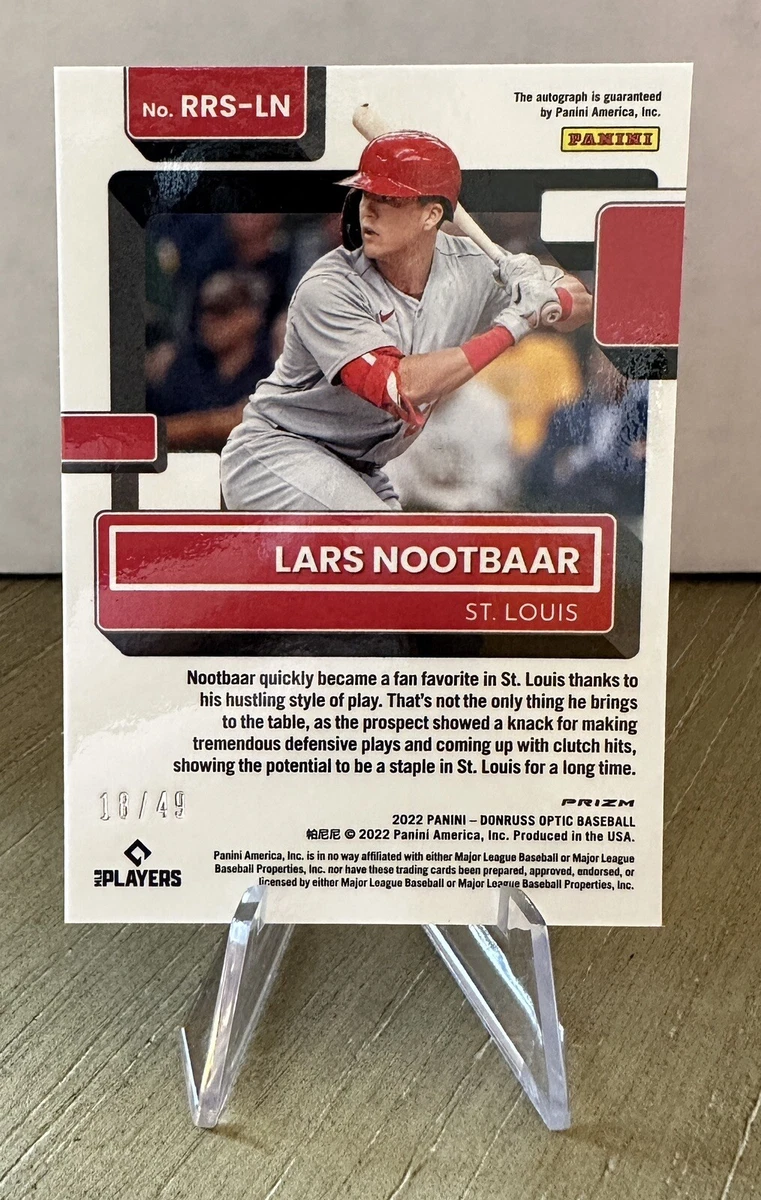 No. RRS-LN
The autograph is guaranteed
by Panini America, Inc.
PANINI
LARS NOOTBAAR
ST. LOUIS
Nootbaar quickly became a fan favorite in St. Louis thanks to
his hustling style of play. That's not the only thing he brings
to the table, as the prospect showed a knack for making
tremendous defensive plays and coming up with clutch hits,
showing the potential to be a staple in St. Louis for a long time.
18/49
PRIZM
2022 PANINI – DONRUSS OPTIC BASEBALL
帕尼尼 © 2022 Panini America, Inc. Produced in the USA.
MLB PLAYERS
Panini America, Inc. is in no way affiliated with either Major League Baseball or Major League
Baseball Properties, Inc. nor have these trading cards been prepared, approved, endorsed, or
licensed by either Major League Baseball or Major League Baseball Properties, Inc.